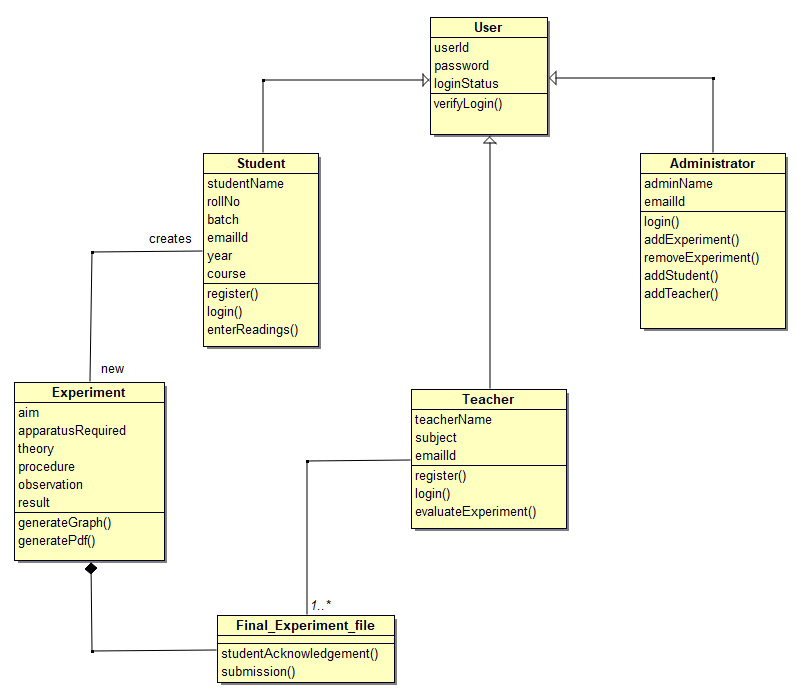 User
userId
password
loginStatus
verifyLogin()
Student
studentName
rollNo
batch
emailId
year
course
register()
login()
enterReadings()
Administrator
adminName
emailId
login()
addExperiment()
removeExperiment()
addStudent()
addTeacher()
creates
new
Experiment
aim
apparatusRequired
theory
procedure
observation
result
generateGraph()
generatePdf()
Teacher
teacherName
subject
emailId
register()
login()
evaluateExperiment()
1..*
Final_Experiment_file
studentAcknowledgement()
submission()